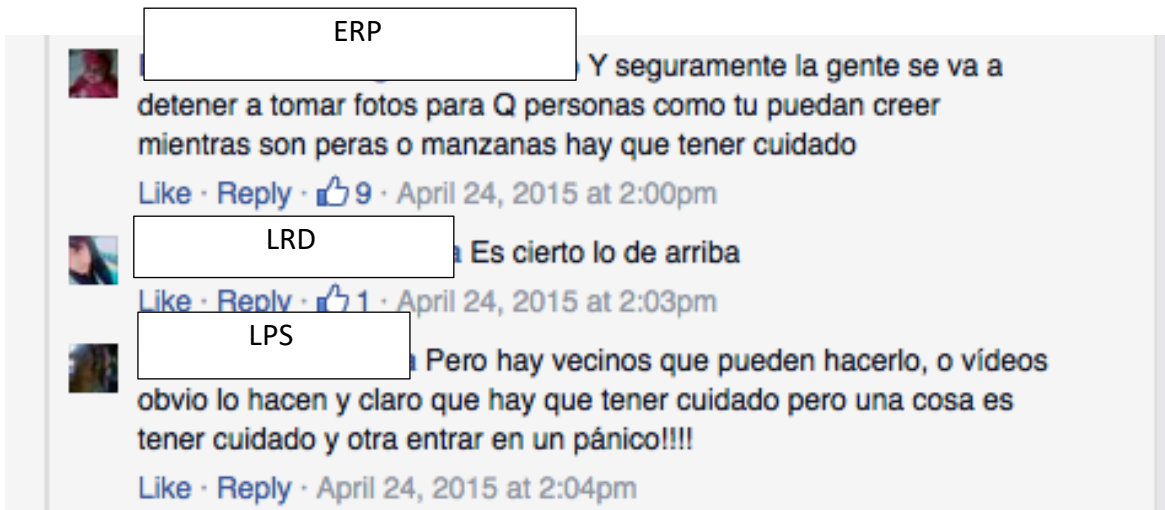 ERP
Y seguramente la gente se va a
detener a tomar fotos para Q personas como tu puedan creer
mientras son peras o manzanas hay que tener cuidado
Like · Reply · 9 · April 24, 2015 at 2:00pm
LRD
Es cierto lo de arriba
Like · Reply · 1 · April 24, 2015 at 2:03pm
LPS
Pero hay vecinos que pueden hacerlo, o vídeos
obvio lo hacen y claro que hay que tener cuidado pero una cosa es
tener cuidado y otra entrar en un pánico!!!!
Like · Reply · April 24, 2015 at 2:04pm